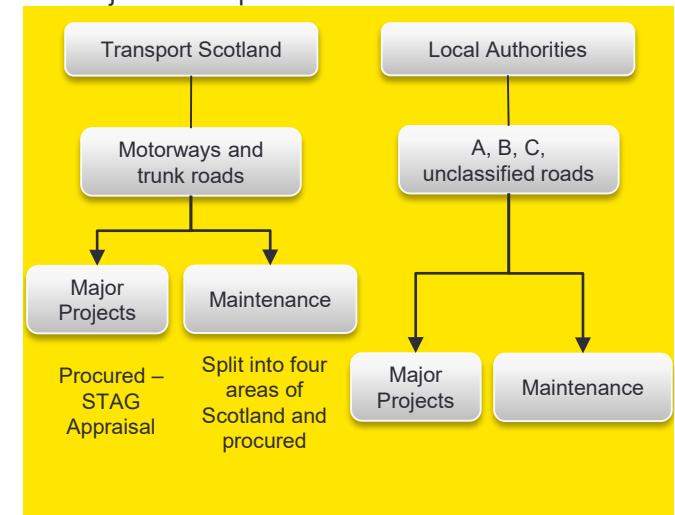 Transport Scotland
Local Authorities
Motorways and
trunk roads
A, B, C,
unclassified roads
Major
Projects
Maintenance
Procured –
STAG
Appraisal
Split into four
areas of
Scotland and
procured
Major
Projects
Maintenance